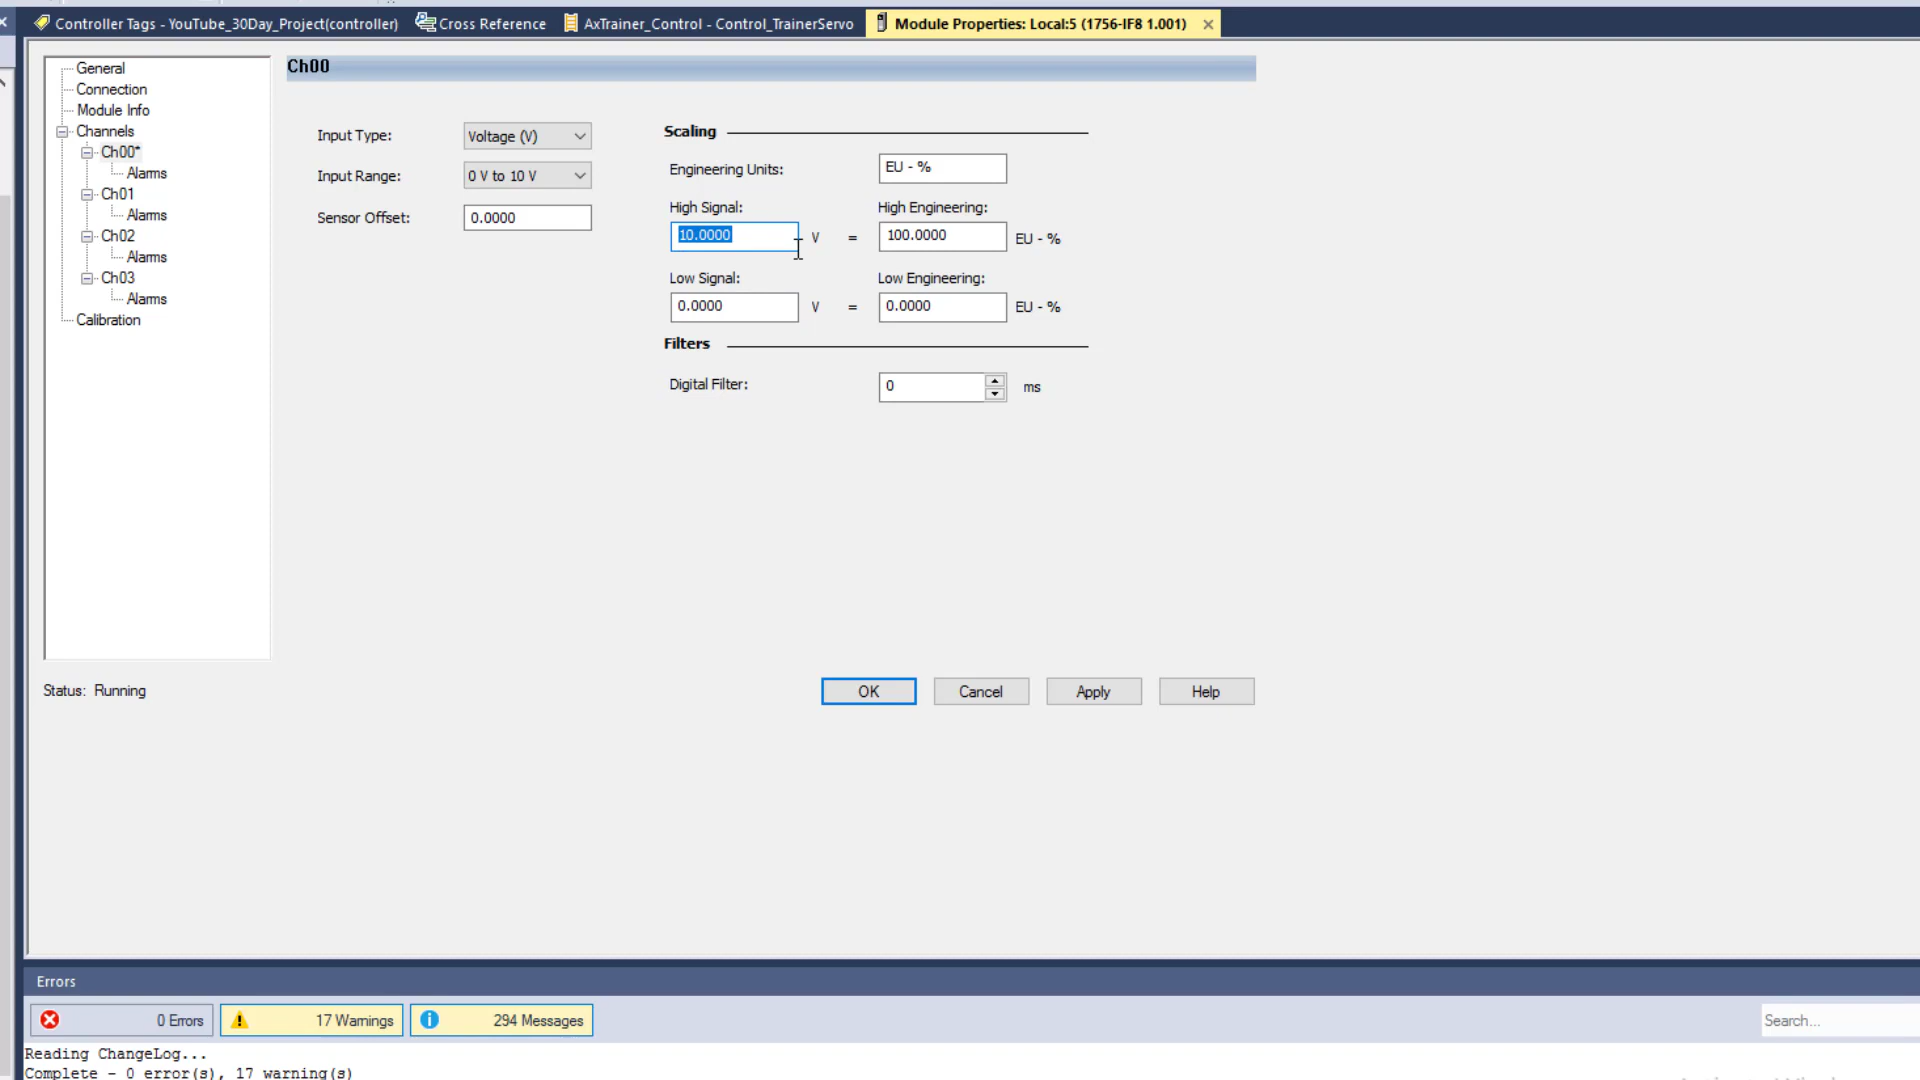 Controller Tags - YouTube_30Day_Project(controller)
Cross Reference
AxTrainer_Control - Control_TrainerServo
Module Properties: Local:5 (1756-IF8 1.001)
General
Connection
Module Info
Channels
Ch00*
Alarms
Ch01
Alarms
Ch02
Alarms
Ch03
Alarms
Calibration
Ch00
Input Type:
Voltage (V)
Input Range:
0 V to 10 V
Sensor Offset:
0.0000
Scaling
Engineering Units:
EU - %
High Signal:
High Engineering:
10.0000 V = 100.0000 EU - %
Low Signal:
Low Engineering:
0.0000 V = 0.0000 EU - %
Filters
Digital Filter:
0 ms
Status: Running
OK
Cancel
Apply
Help
Errors
0 Errors
17 Warnings
294 Messages
Search...
Reading ChangeLog...
Complete - 0 error(s), 17 warning(s)